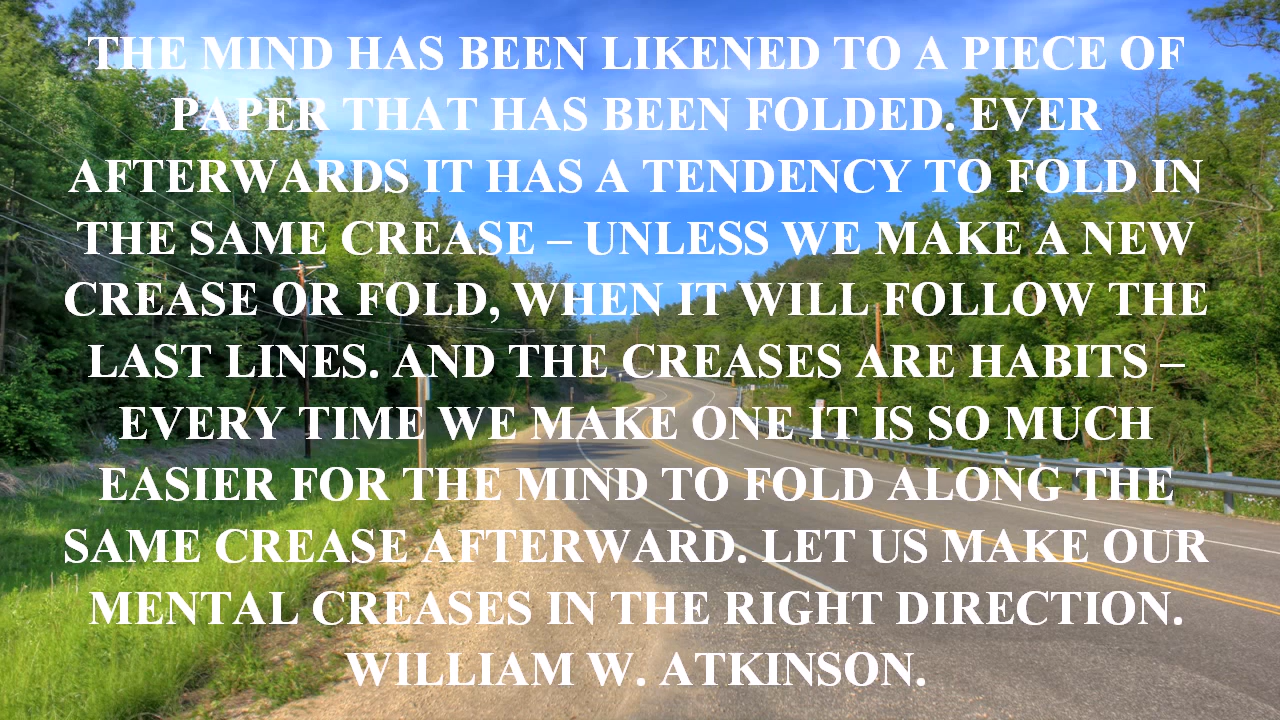 THE MIND HAS BEEN LIKENED TO A PIECE OF
PAPER THAT HAS BEEN FOLDED. EVER
AFTERWARDS IT HAS A TENDENCY TO FOLD IN
THE SAME CREASE – UNLESS WE MAKE A NEW
CREASE OR FOLD, WHEN IT WILL FOLLOW THE
LAST LINES. AND THE CREASES ARE HABITS –
EVERY TIME WE MAKE ONE IT IS SO MUCH
EASIER FOR THE MIND TO FOLD ALONG THE
SAME CREASE AFTERWARD. LET US MAKE OUR
MENTAL CREASES IN THE RIGHT DIRECTION.
WILLIAM W. ATKINSON.